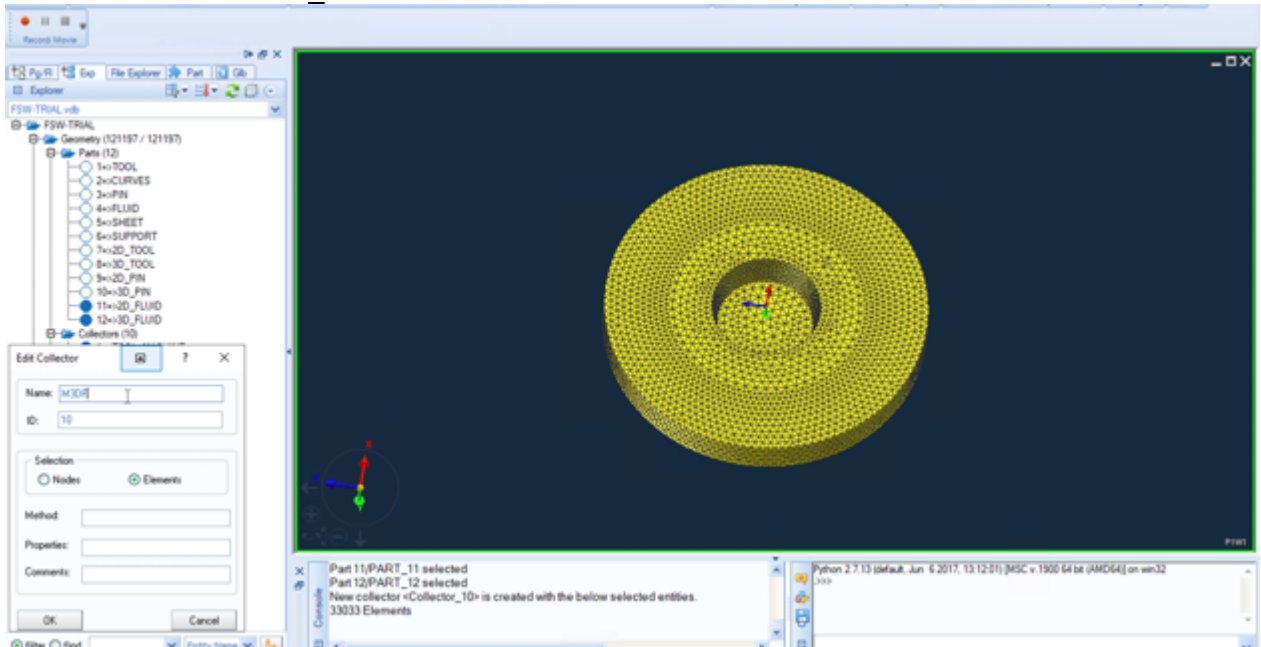 Record Movie
Pg/R Exp File Explorer Part Glb
Explorer
FSW-TRIAL.vdb
FSW-TRIAL
Geometry (121197 / 121197)
Parts (12)
1=>TOOL
2=>CURVES
3=>PIN
4=>FLUID
5=>SHEET
6=>SUPPORT
7=>2D_TOOL
8=>3D_TOOL
9=>2D_PIN
10=>3D_PIN
11=>2D_FLUID
12=>3D_FLUID
Collectors (10)
Edit Collector ? X
Name: M3DF
ID: 10
Selection
Nodes Elements
Method:
Properties:
Comments:
OK Cancel
Filter Find Entity Name
X
P1W1
Console
Part 11/PART_11 selected
Part 12/PART_12 selected
New collector <Collector_10> is created with the below selected entities.
33033 Elements
Python 2.7.13 (default, Jun 6 2017, 13:12:01) [MSC v.1900 64 bit (AMD64)] on win32
>>>